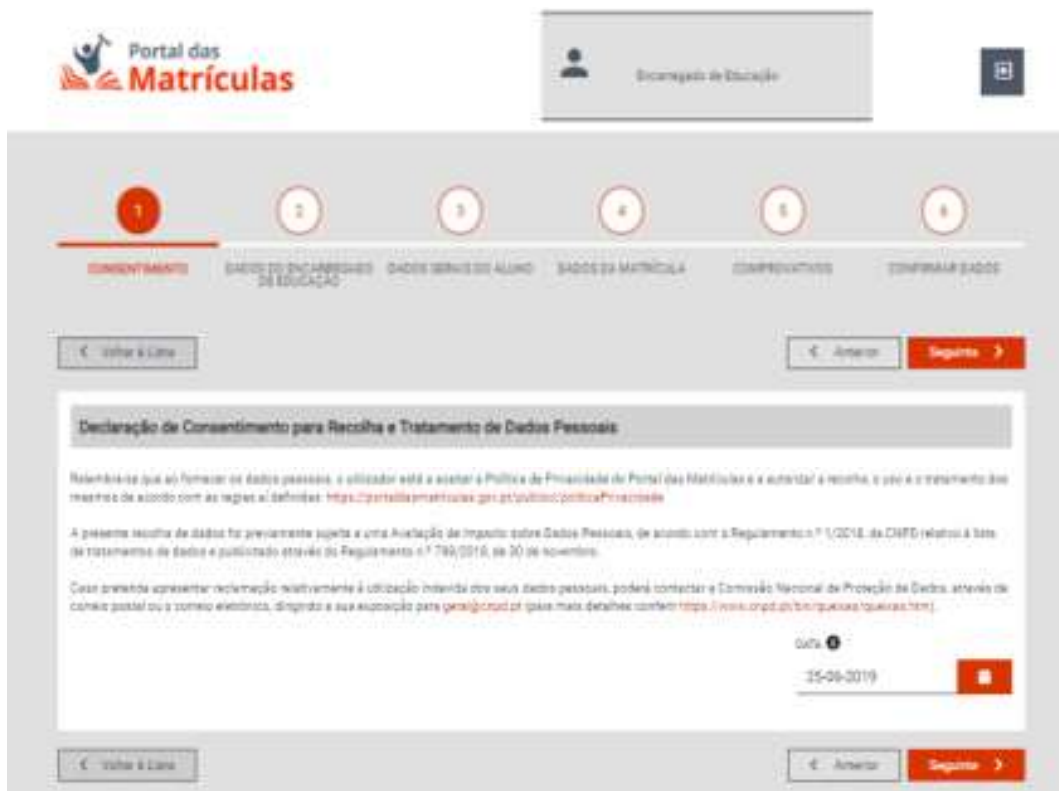 Portal das
Matrículas
Encarregado de Educação
1
2
3
4
5
6
CONSENTIMENTO
DADOS DO ENCARREGADO
DE EDUCAÇÃO
DADOS GERAIS DO ALUNO
DADOS DA MATRÍCULA
COMPROVATIVOS
CONFIRMAR DADOS
Voltar à Lista
Anterior
Seguinte
Declaração de Consentimento para Recolha e Tratamento de Dados Pessoais
Relembra-se que ao fornecer os dados pessoais, o utilizador está a aceitar a Política de Privacidade do Portal das Matrículas e a autorizar a recolha, o uso e o tratamento dos
mesmos de acordo com as regras aí definidas: https://portaldasmatriculas.gov.pt/publico/politicaPrivacidade
A presente recolha de dados foi previamente sujeita a uma Avaliação de Impacto sobre Dados Pessoais, de acordo com o Regulamento n.º 1/2018, da CNPD relativo à lista
de tratamentos de dados e publicitado através do Regulamento n.º 798/2018, de 30 de novembro.
Caso pretenda apresentar reclamação relativamente à utilização indevida dos seus dados pessoais, poderá contactar a Comissão Nacional de Proteção de Dados, através de
correio postal ou o correio eletrónico, dirigindo a sua exposição para geral@cnpd.pt (para mais detalhes conferir https://www.cnpd.pt/bin/queixas/queixas.htm).
DATA
25-06-2019
Voltar à Lista
Anterior
Seguinte